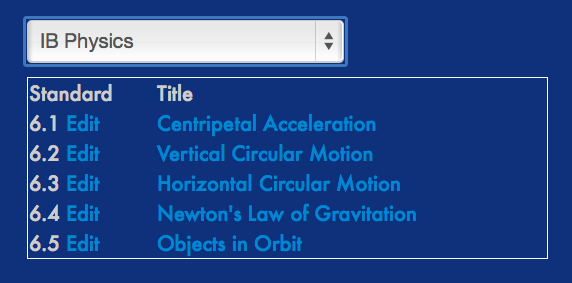 IB Physics
Standard Title
6.1 Edit Centripetal Acceleration
6.2 Edit Vertical Circular Motion
6.3 Edit Horizontal Circular Motion
6.4 Edit Newton's Law of Gravitation
6.5 Edit Objects in Orbit